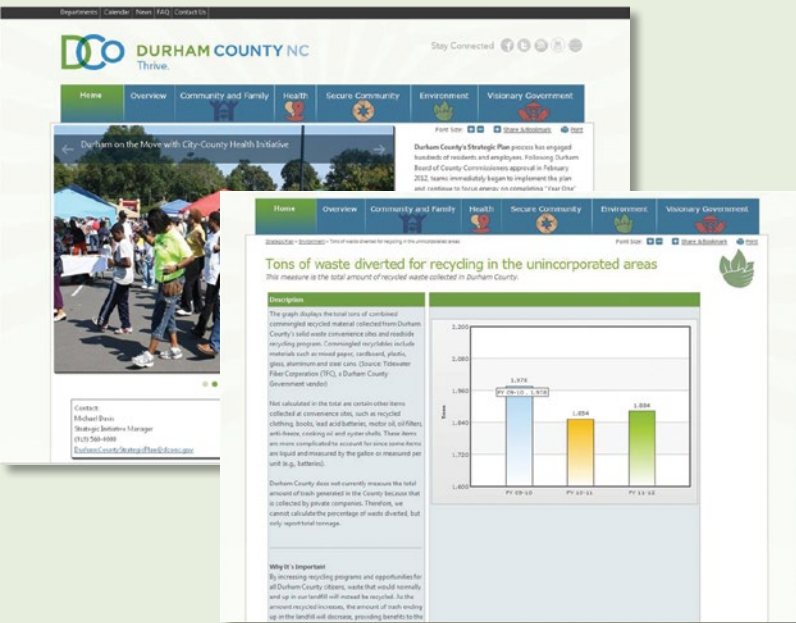 Departments | Calendar | News | FAQ | Contact Us
DCO DURHAM COUNTY NC
Thrive.
Stay Connected
Home Overview Community and Family Health Secure Community Environment Visionary Government
Font Size: Share & Bookmark Print
Durham on the Move with City-County Health Initiative
Durham County's Strategic Plan process has engaged
hundreds of residents and employees. Following Durham
Board of County Commissioners approval in February
2012, teams immediately began to implement the plan
and continue to focus energy on completing "Year One"
Contact:
Michael Davis
Strategic Initiative Manager
(919) 560-0000
DurhamCountyStrategicPlan@dconc.gov
Home Overview Community and Family Health Secure Community Environment Visionary Government
Strategic Plan > Environment > Tons of waste diverted for recycling in the unincorporated areas
Font Size: Share & Bookmark Print
Tons of waste diverted for recycling in the unincorporated areas
This measure is the total amount of recycled waste collected in Durham County.
Description
The graph displays the total tons of combined
commingled recycled material collected from Durham
County's solid waste convenience sites and roadside
recycling program. Commingled recyclables include
materials such as mixed paper, cardboard, plastic,
glass, aluminum and steel cans. (Source: Tidewater
Fiber Corporation (TFC), a Durham County
Government vendor)
Not calculated in the total are certain other items
collected at convenience sites, such as recycled
clothing, books, lead acid batteries, motor oil, oil filters,
anti-freeze, cooking oil and oyster shells. These items
are more complicated to account for since some items
are liquid and measured by the gallon or measured per
unit (e.g., batteries).
Durham County does not currently measure the total
amount of trash generated in the County because that
is collected by private companies. Therefore, we
cannot calculate the percentage of waste diverted, but
only report total tonnage.
Why It's Important
By increasing recycling programs and opportunities for
all Durham County citizens, waste that would normally
end up in our landfill will instead be recycled. As the
amount recycled increases, the amount of trash ending
up in the landfill will decrease, providing benefits to the
2,200
2,080
1,960
1,840
1,720
1,600
Tons
1,976
FY 09-10 , 1,976
1,854
1,884
FY 09-10 FY 10-11 FY 11-12